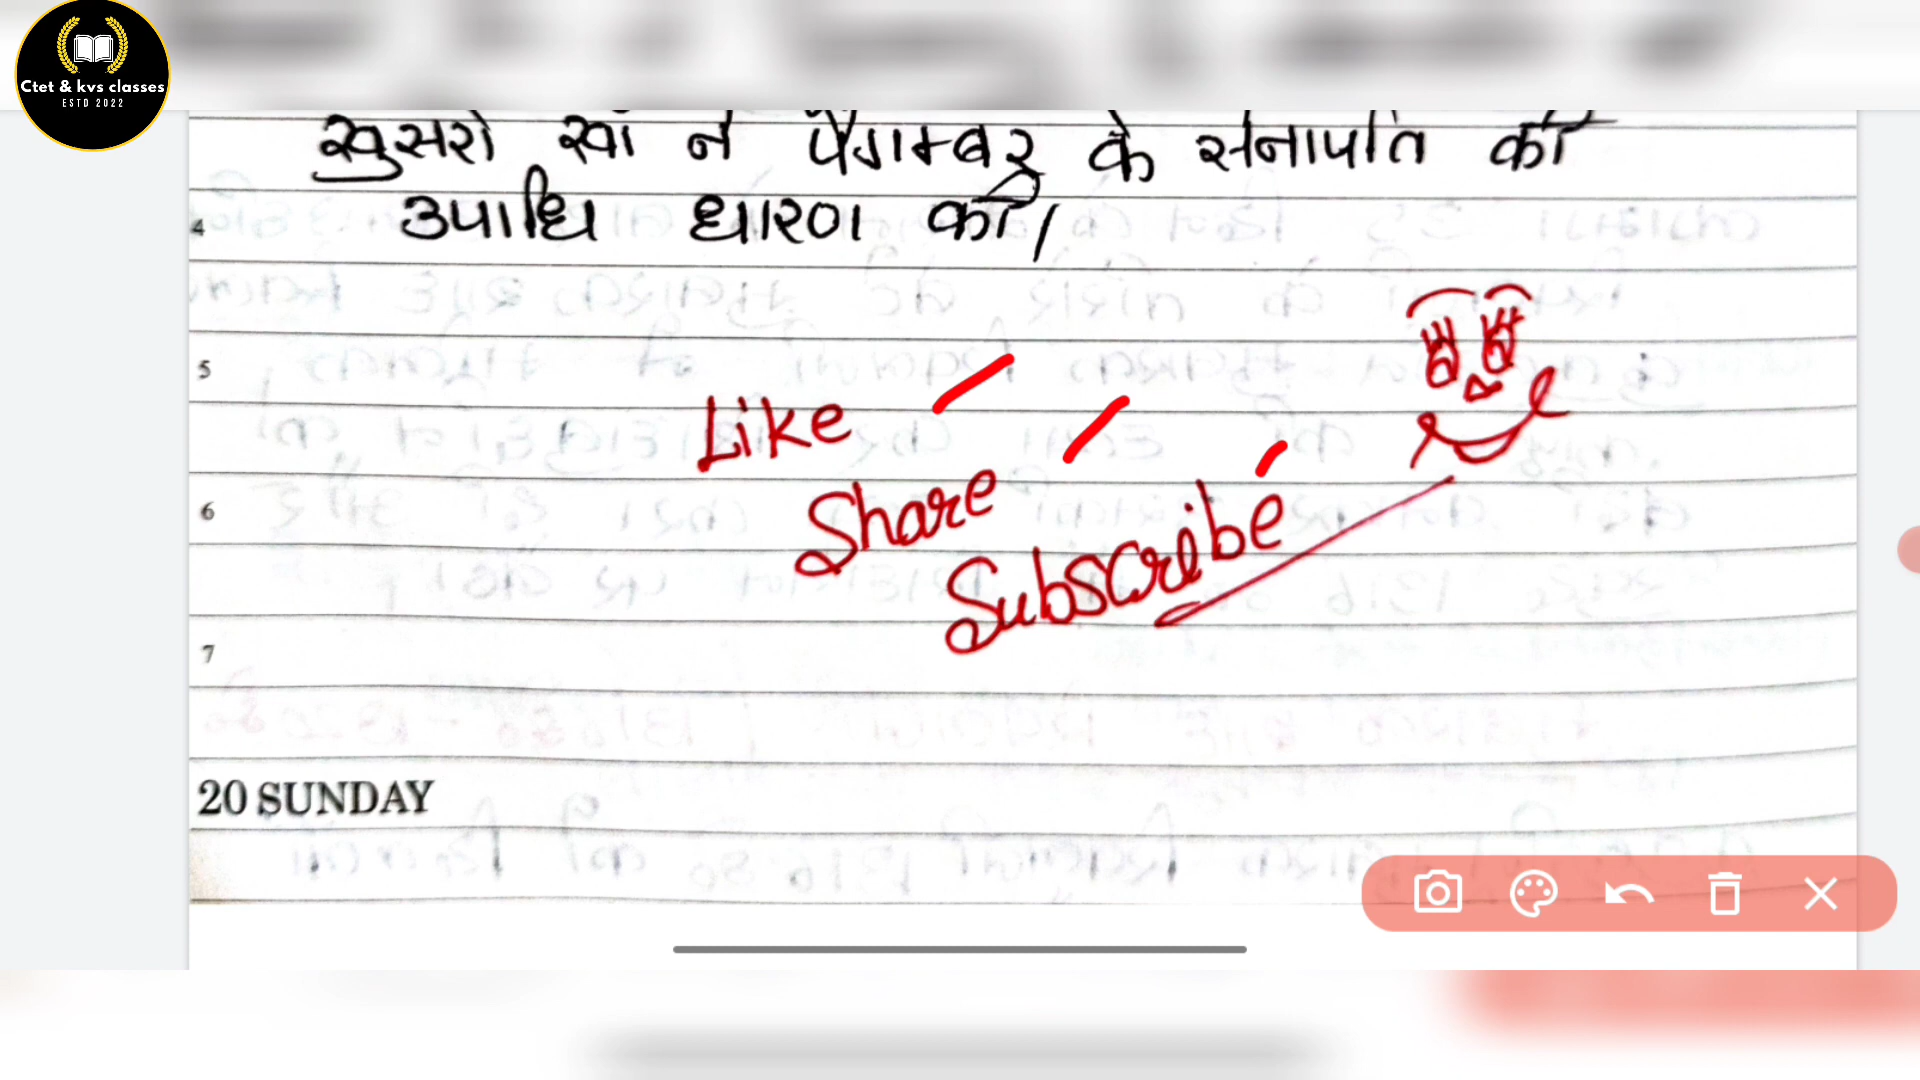 Ctet & kvs classes
ESTD 2022
खुसरो खाँ ने पैगम्बर के सेनापति की
4
उपाधि धारण की।
5
Like
Share
6
Subscribe
7
20 SUNDAY